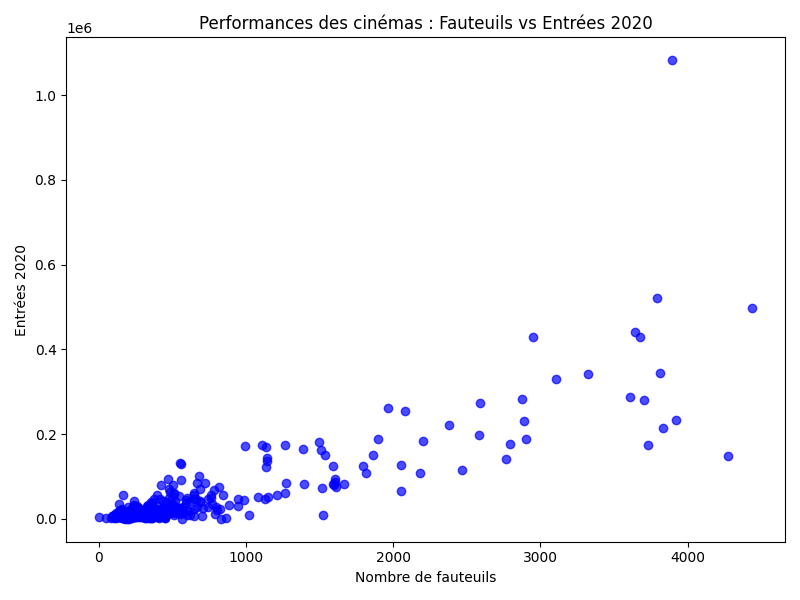 Performances des cinémas : Fauteuils vs Entrées 2020
1e6
1.0
0.8
0.6
0.4
0.2
0.0
Entrées 2020
0 1000 2000 3000 4000
Nombre de fauteuils